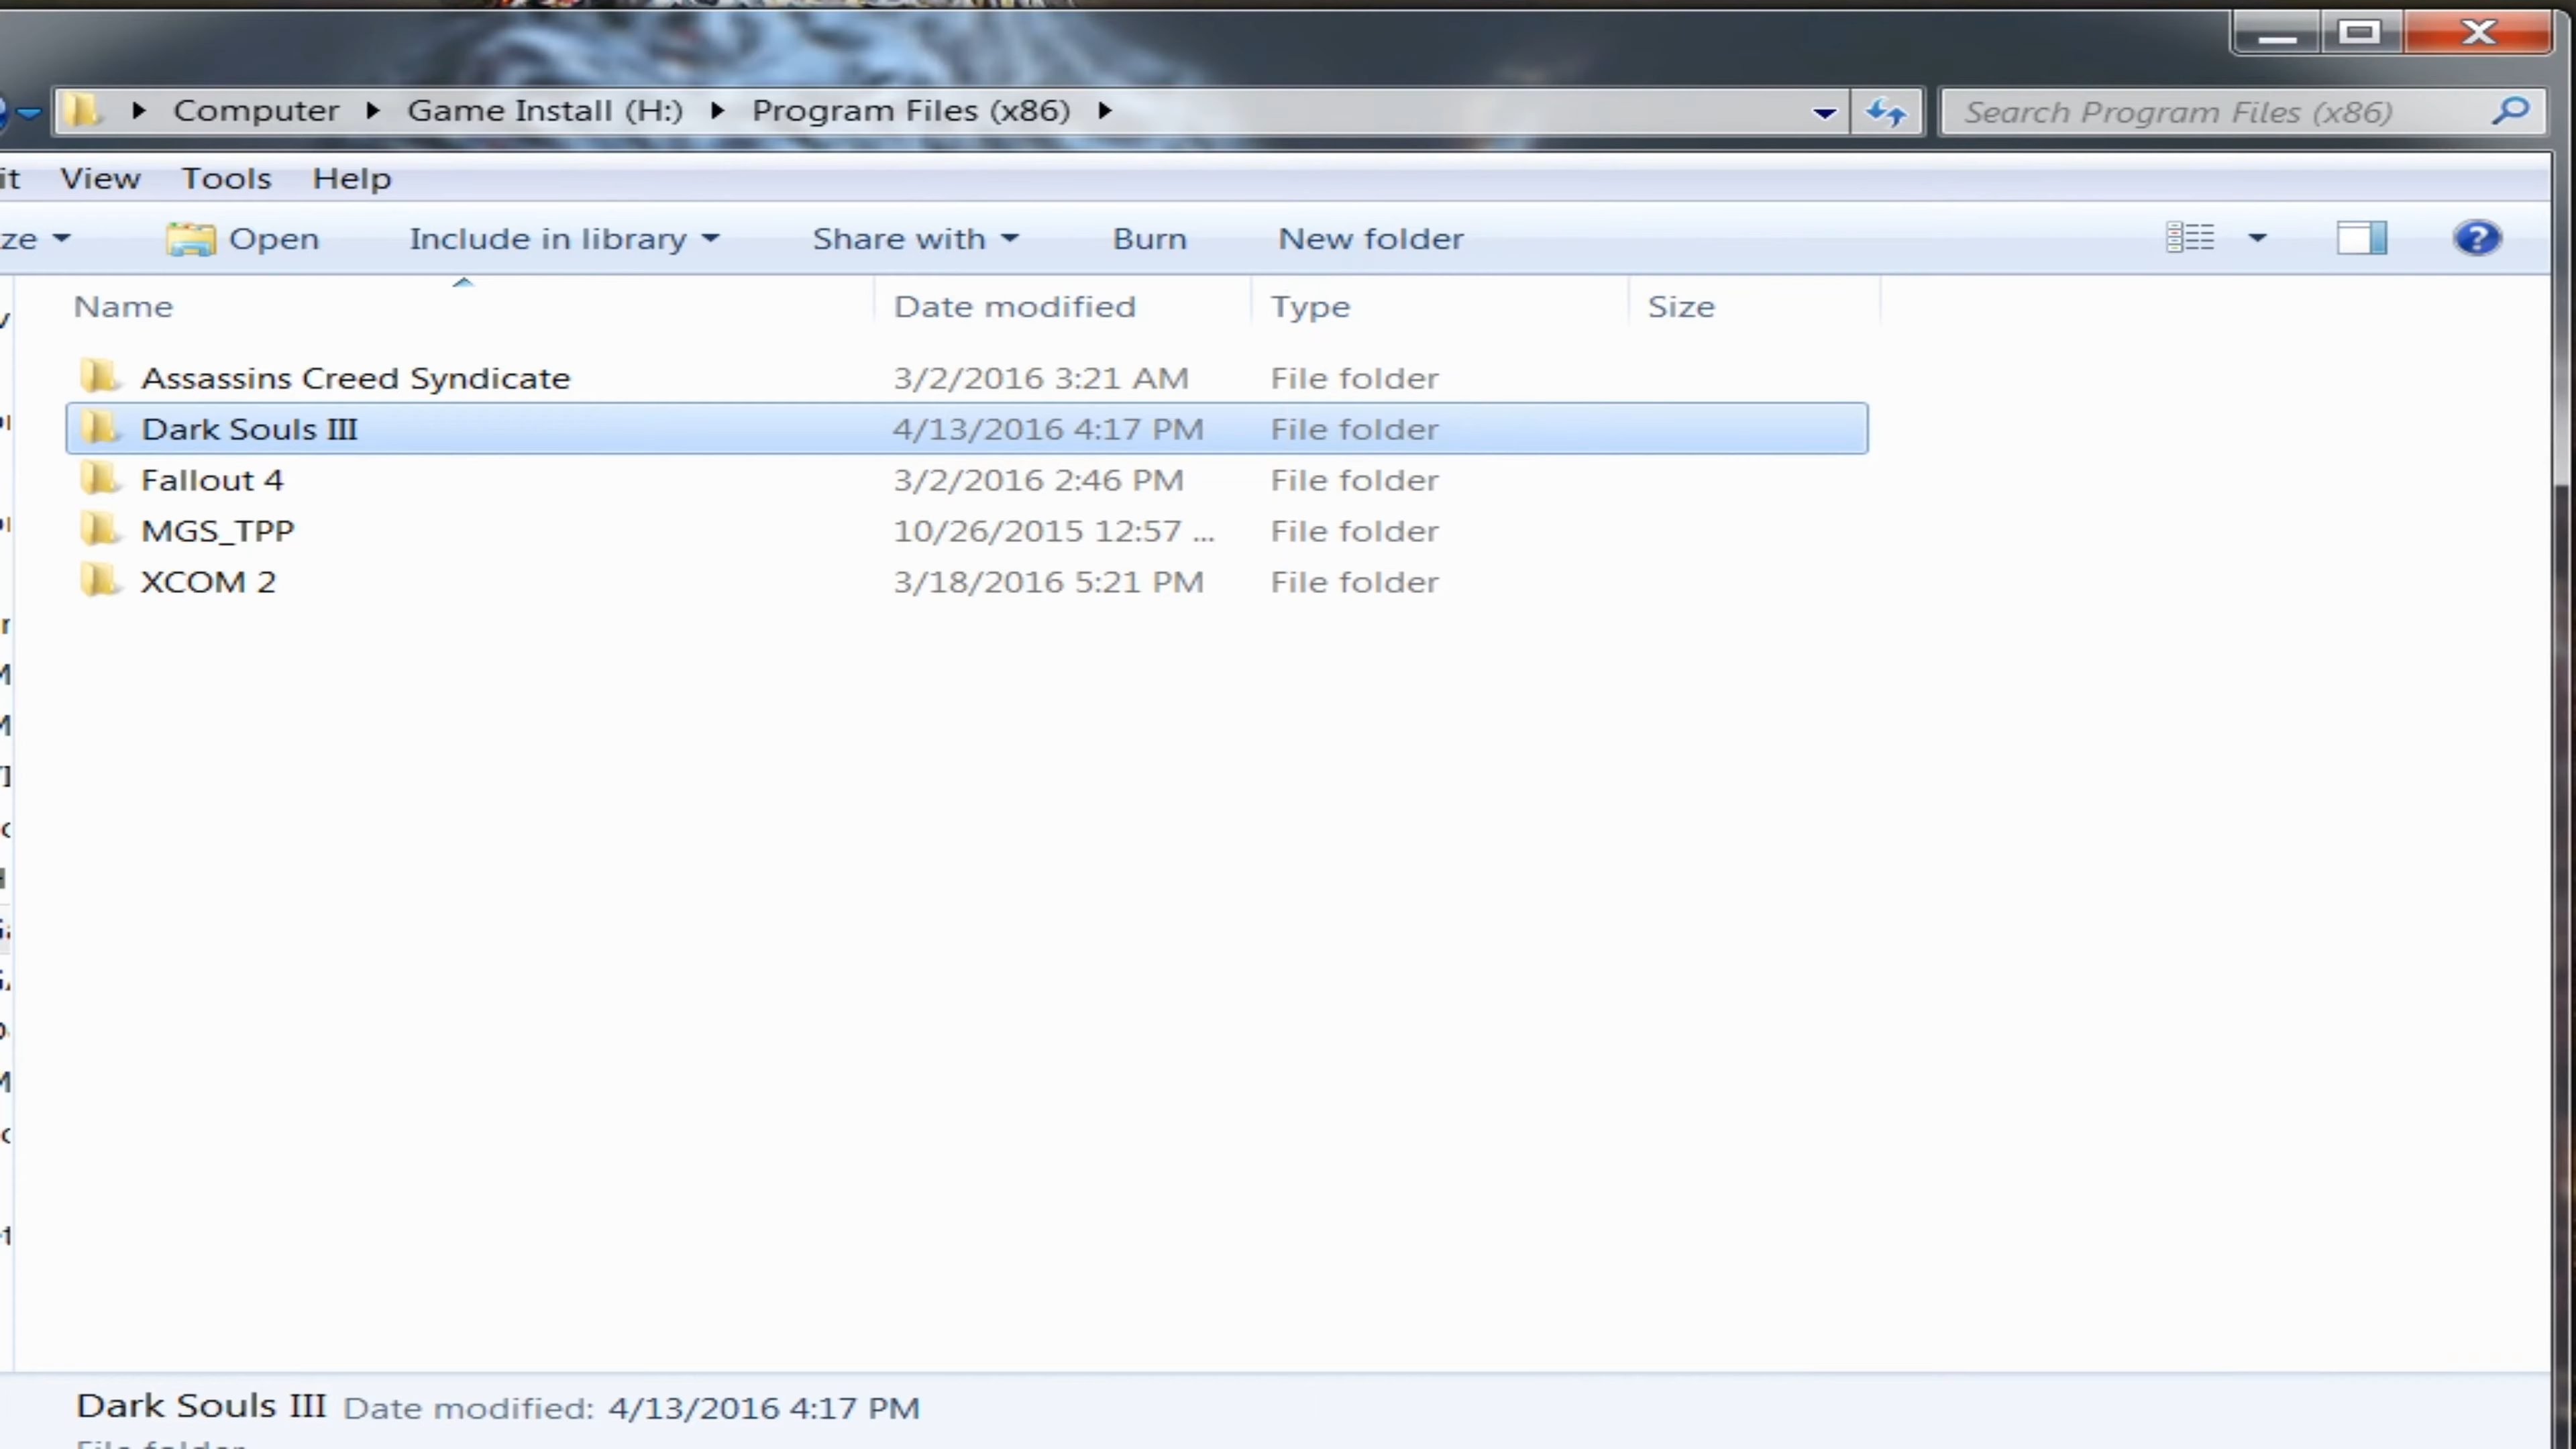 Computer Game Install (H:) Program Files (x86) Search Program Files (x86)
View Tools Help
Open Include in library Share with Burn New folder
Name Date modified Type Size
Assassins Creed Syndicate 3/2/2016 3:21 AM File folder
Dark Souls III 4/13/2016 4:17 PM File folder
Fallout 4 3/2/2016 2:46 PM File folder
MGS_TPP 10/26/2015 12:57 ... File folder
XCOM 2 3/18/2016 5:21 PM File folder
Dark Souls III Date modified: 4/13/2016 4:17 PM
File folder